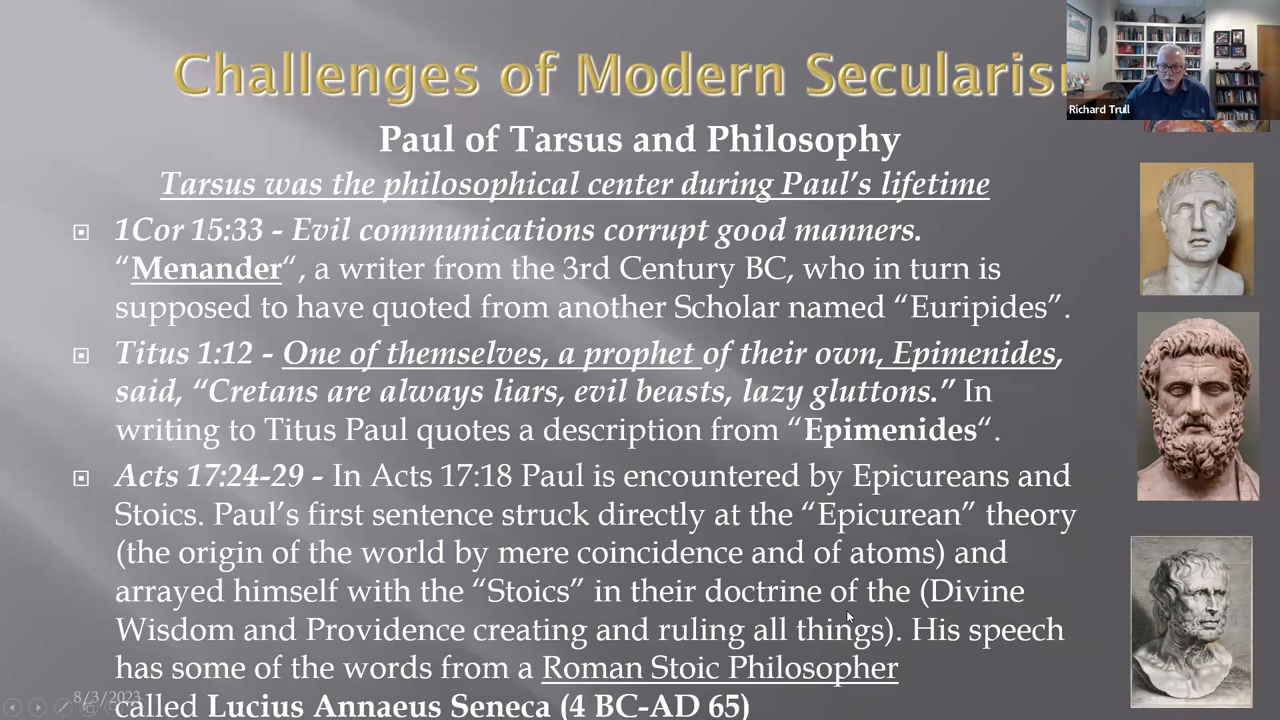 Challenges of Modern Secularis
Richard Trull
Paul of Tarsus and Philosophy
Tarsus was the philosophical center during Paul’s lifetime
1Cor 15:33 - Evil communications corrupt good manners.
“Menander“, a writer from the 3rd Century BC, who in turn is
supposed to have quoted from another Scholar named “Euripides”.
Titus 1:12 - One of themselves, a prophet of their own, Epimenides,
said, “Cretans are always liars, evil beasts, lazy gluttons.” In
writing to Titus Paul quotes a description from “Epimenides“.
Acts 17:24-29 - In Acts 17:18 Paul is encountered by Epicureans and
Stoics. Paul’s first sentence struck directly at the “Epicurean” theory
(the origin of the world by mere coincidence and of atoms) and
arrayed himself with the “Stoics” in their doctrine of the (Divine
Wisdom and Providence creating and ruling all things). His speech
has some of the words from a Roman Stoic Philosopher
called Lucius Annaeus Seneca (4 BC-AD 65)
8/3/2023